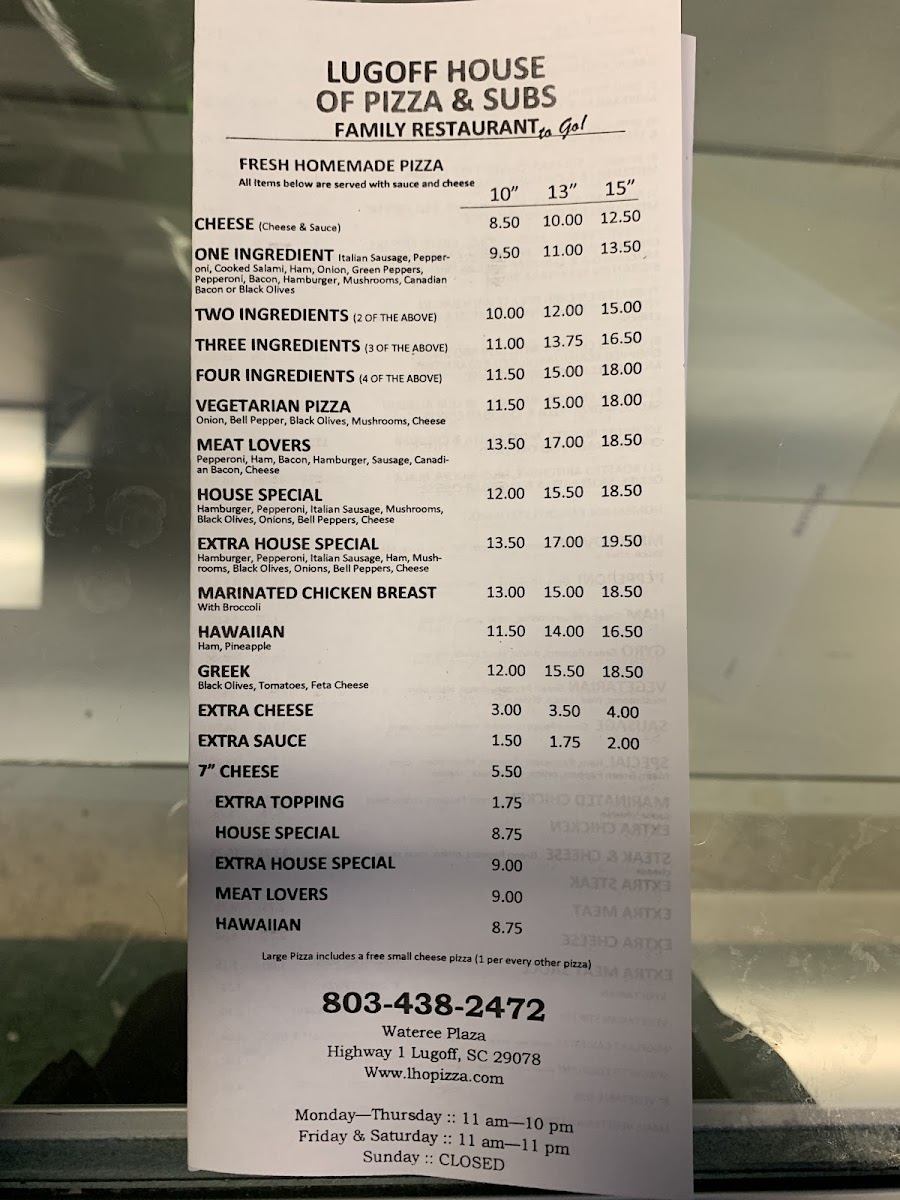 LUGOFF HOUSE
OF PIZZA & SUBS
FAMILY RESTAURANT to Go!
FRESH HOMEMADE PIZZA
All items below are served with sauce and cheese
10” 13” 15”
CHEESE (Cheese & Sauce) 8.50 10.00 12.50
ONE INGREDIENT Italian Sausage, Pepper- 9.50 11.00 13.50
oni, Cooked Salami, Ham, Onion, Green Peppers,
Pepperoni, Bacon, Hamburger, Mushrooms, Canadian
Bacon or Black Olives
TWO INGREDIENTS (2 OF THE ABOVE) 10.00 12.00 15.00
THREE INGREDIENTS (3 OF THE ABOVE) 11.00 13.75 16.50
FOUR INGREDIENTS (4 OF THE ABOVE) 11.50 15.00 18.00
VEGETARIAN PIZZA 11.50 15.00 18.00
Onion, Bell Pepper, Black Olives, Mushrooms, Cheese
MEAT LOVERS 13.50 17.00 18.50
Pepperoni, Ham, Bacon, Hamburger, Sausage, Canadi-
an Bacon, Cheese
HOUSE SPECIAL 12.00 15.50 18.50
Hamburger, Pepperoni, Italian Sausage, Mushrooms,
Black Olives, Onions, Bell Peppers, Cheese
EXTRA HOUSE SPECIAL 13.50 17.00 19.50
Hamburger, Pepperoni, Italian Sausage, Ham, Mush-
rooms, Black Olives, Onions, Bell Peppers, Cheese
MARINATED CHICKEN BREAST 13.00 15.00 18.50
With Broccoli
HAWAIIAN 11.50 14.00 16.50
Ham, Pineapple
GREEK 12.00 15.50 18.50
Black Olives, Tomatoes, Feta Cheese
EXTRA CHEESE 3.00 3.50 4.00
EXTRA SAUCE 1.50 1.75 2.00
7” CHEESE 5.50
EXTRA TOPPING 1.75
HOUSE SPECIAL 8.75
EXTRA HOUSE SPECIAL 9.00
MEAT LOVERS 9.00
HAWAIIAN 8.75
Large Pizza includes a free small cheese pizza (1 per every other pizza)
803-438-2472
Wateree Plaza
Highway 1 Lugoff, SC 29078
Www.lhopizza.com
Monday—Thursday :: 11 am—10 pm
Friday & Saturday :: 11 am—11 pm
Sunday :: CLOSED